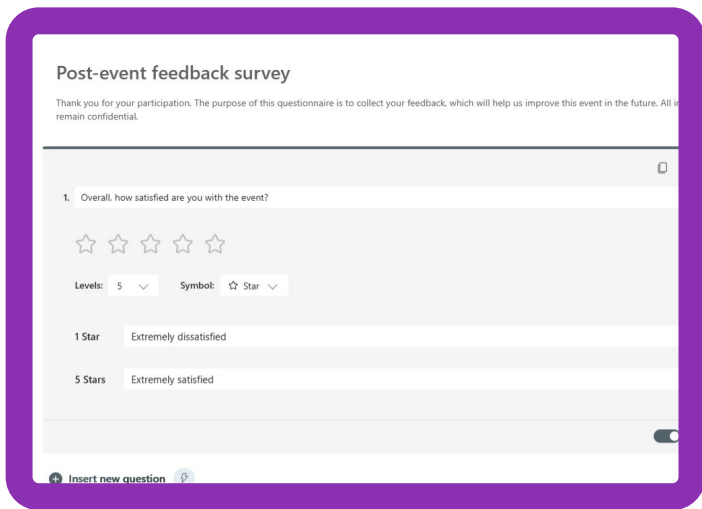 Post-event feedback survey
Thank you for your participation. The purpose of this questionnaire is to collect your feedback, which will help us improve this event in the future. All
remain confidential.
1. Overall, how satisfied are you with the event?
Levels: 5 Symbol: Star
1 Star Extremely dissatisfied
5 Stars Extremely satisfied
Insert new question